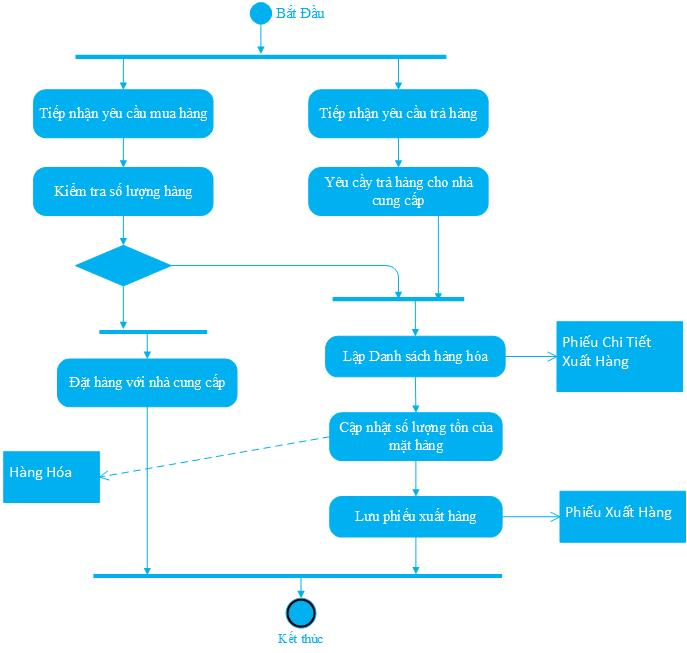 Bắt Đầu
Tiếp nhận yêu cầu mua hàng
Tiếp nhận yêu cầu trả hàng
Kiểm tra số lượng hàng
Yêu cầy trả hàng cho nhà
cung cấp
Lập Danh sách hàng hóa
Phiếu Chi Tiết
Xuất Hàng
Đặt hàng với nhà cung cấp
Cập nhật số lượng tồn của
mặt hàng
Hàng Hóa
Lưu phiếu xuất hàng
Phiếu Xuất Hàng
Kết thúc